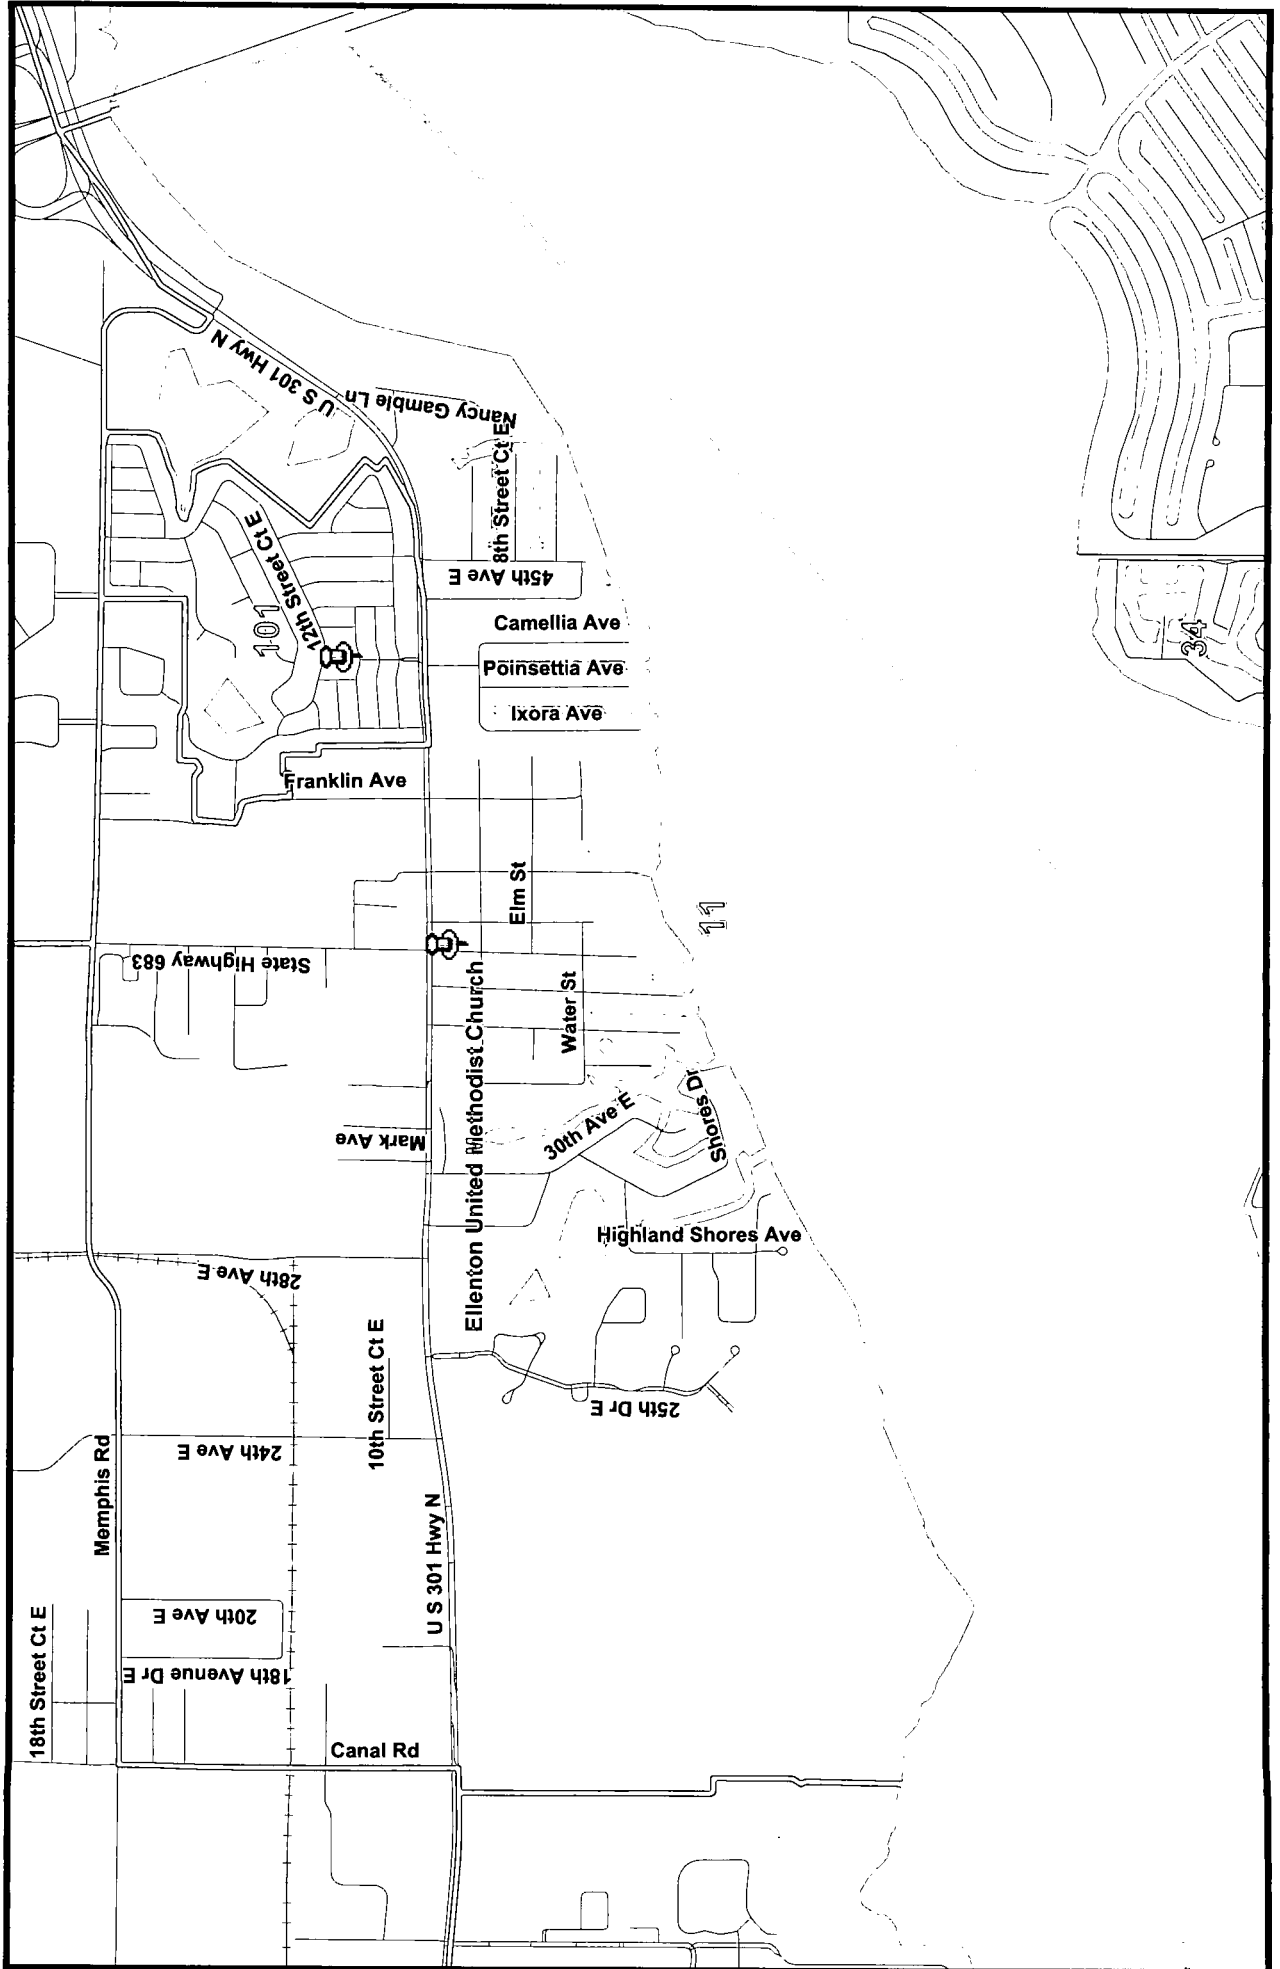 U S 301 Hwy N
Nancy Gamble Ln
8th Street Ct E
12th Street Ct E
101
45th Ave E
Camellia Ave
Poinsettia Ave
Ixora Ave
34
Franklin Ave
Elm St
11
State Highway 683
Ellenton United Methodist Church
Water St
Shores Dr
30th Ave E
Mark Ave
Highland Shores Ave
28th Ave E
10th Street Ct E
25th Dr E
24th Ave E
Memphis Rd
U S 301 Hwy N
20th Ave E
18th Street Ct E
18th Avenue Dr E
Canal Rd